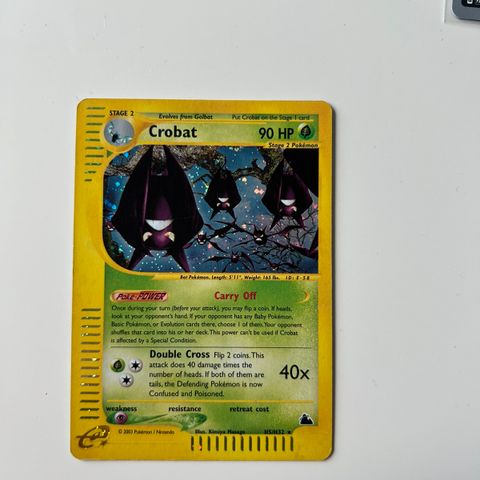 STAGE 2
Evolves from Golbat
Put Crobat on the Stage 1 card
Crobat
90 HP
Stage 2 Pokémon
Bat Pokémon. Length: 5'11", Weight: 165 lbs. ID-E-58
POKé-POWER
Carry Off
Once during your turn (before your attack), you may flip a coin. If heads,
look at your opponent's hand. If your opponent has any Baby Pokémon,
Basic Pokémon, or Evolution cards there, choose 1 of them. Your opponent
shuffles that card into his or her deck. This power can't be used if Crobat
is affected by a Special Condition.
Double Cross Flip 2 coins. This
attack does 40 damage times the
number of heads. If both of them are
tails, the Defending Pokémon is now
Confused and Poisoned.
40x
weakness
resistance
retreat cost
© 2003 Pokémon / Nintendo
Illus. Kimiya Masago
H5/H32 ★